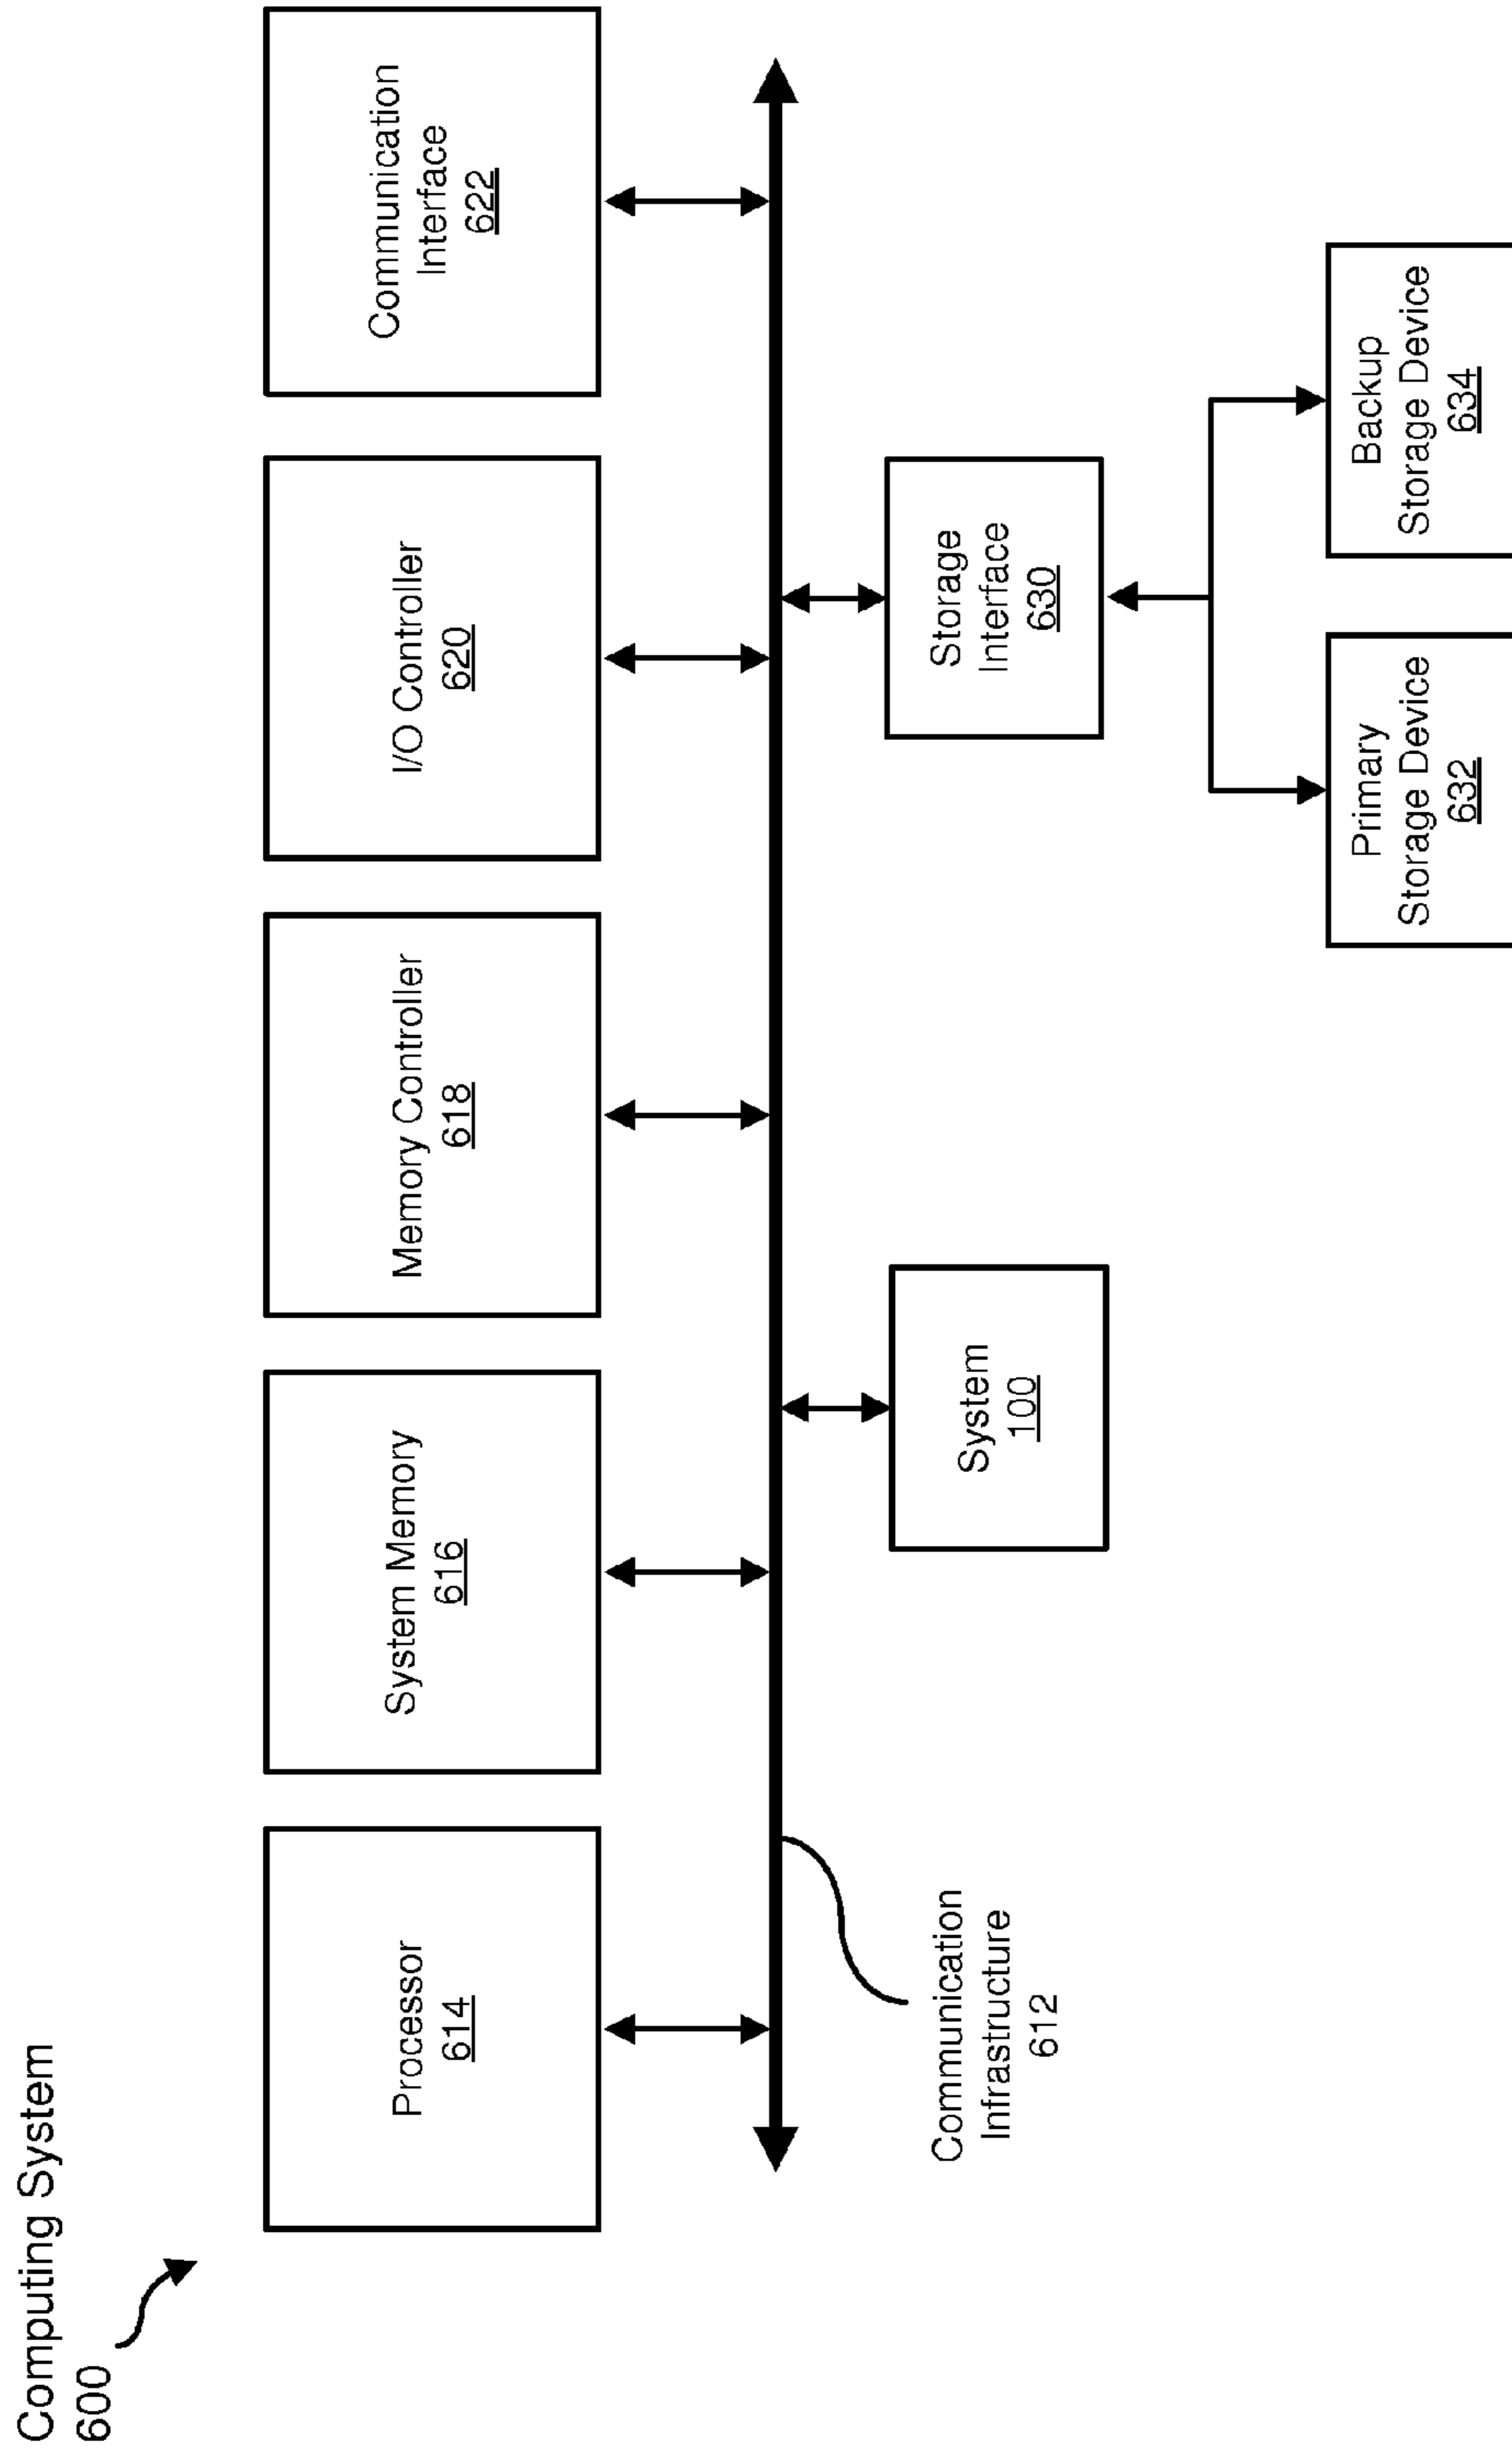 Computing System
600
Processor
614
System Memory
616
Memory Controller
618
I/O Controller
620
Communication
Interface
622
Communication
Infrastructure
612
System
100
Storage
Interface
630
Primary
Storage Device
632
Backup
Storage Device
634